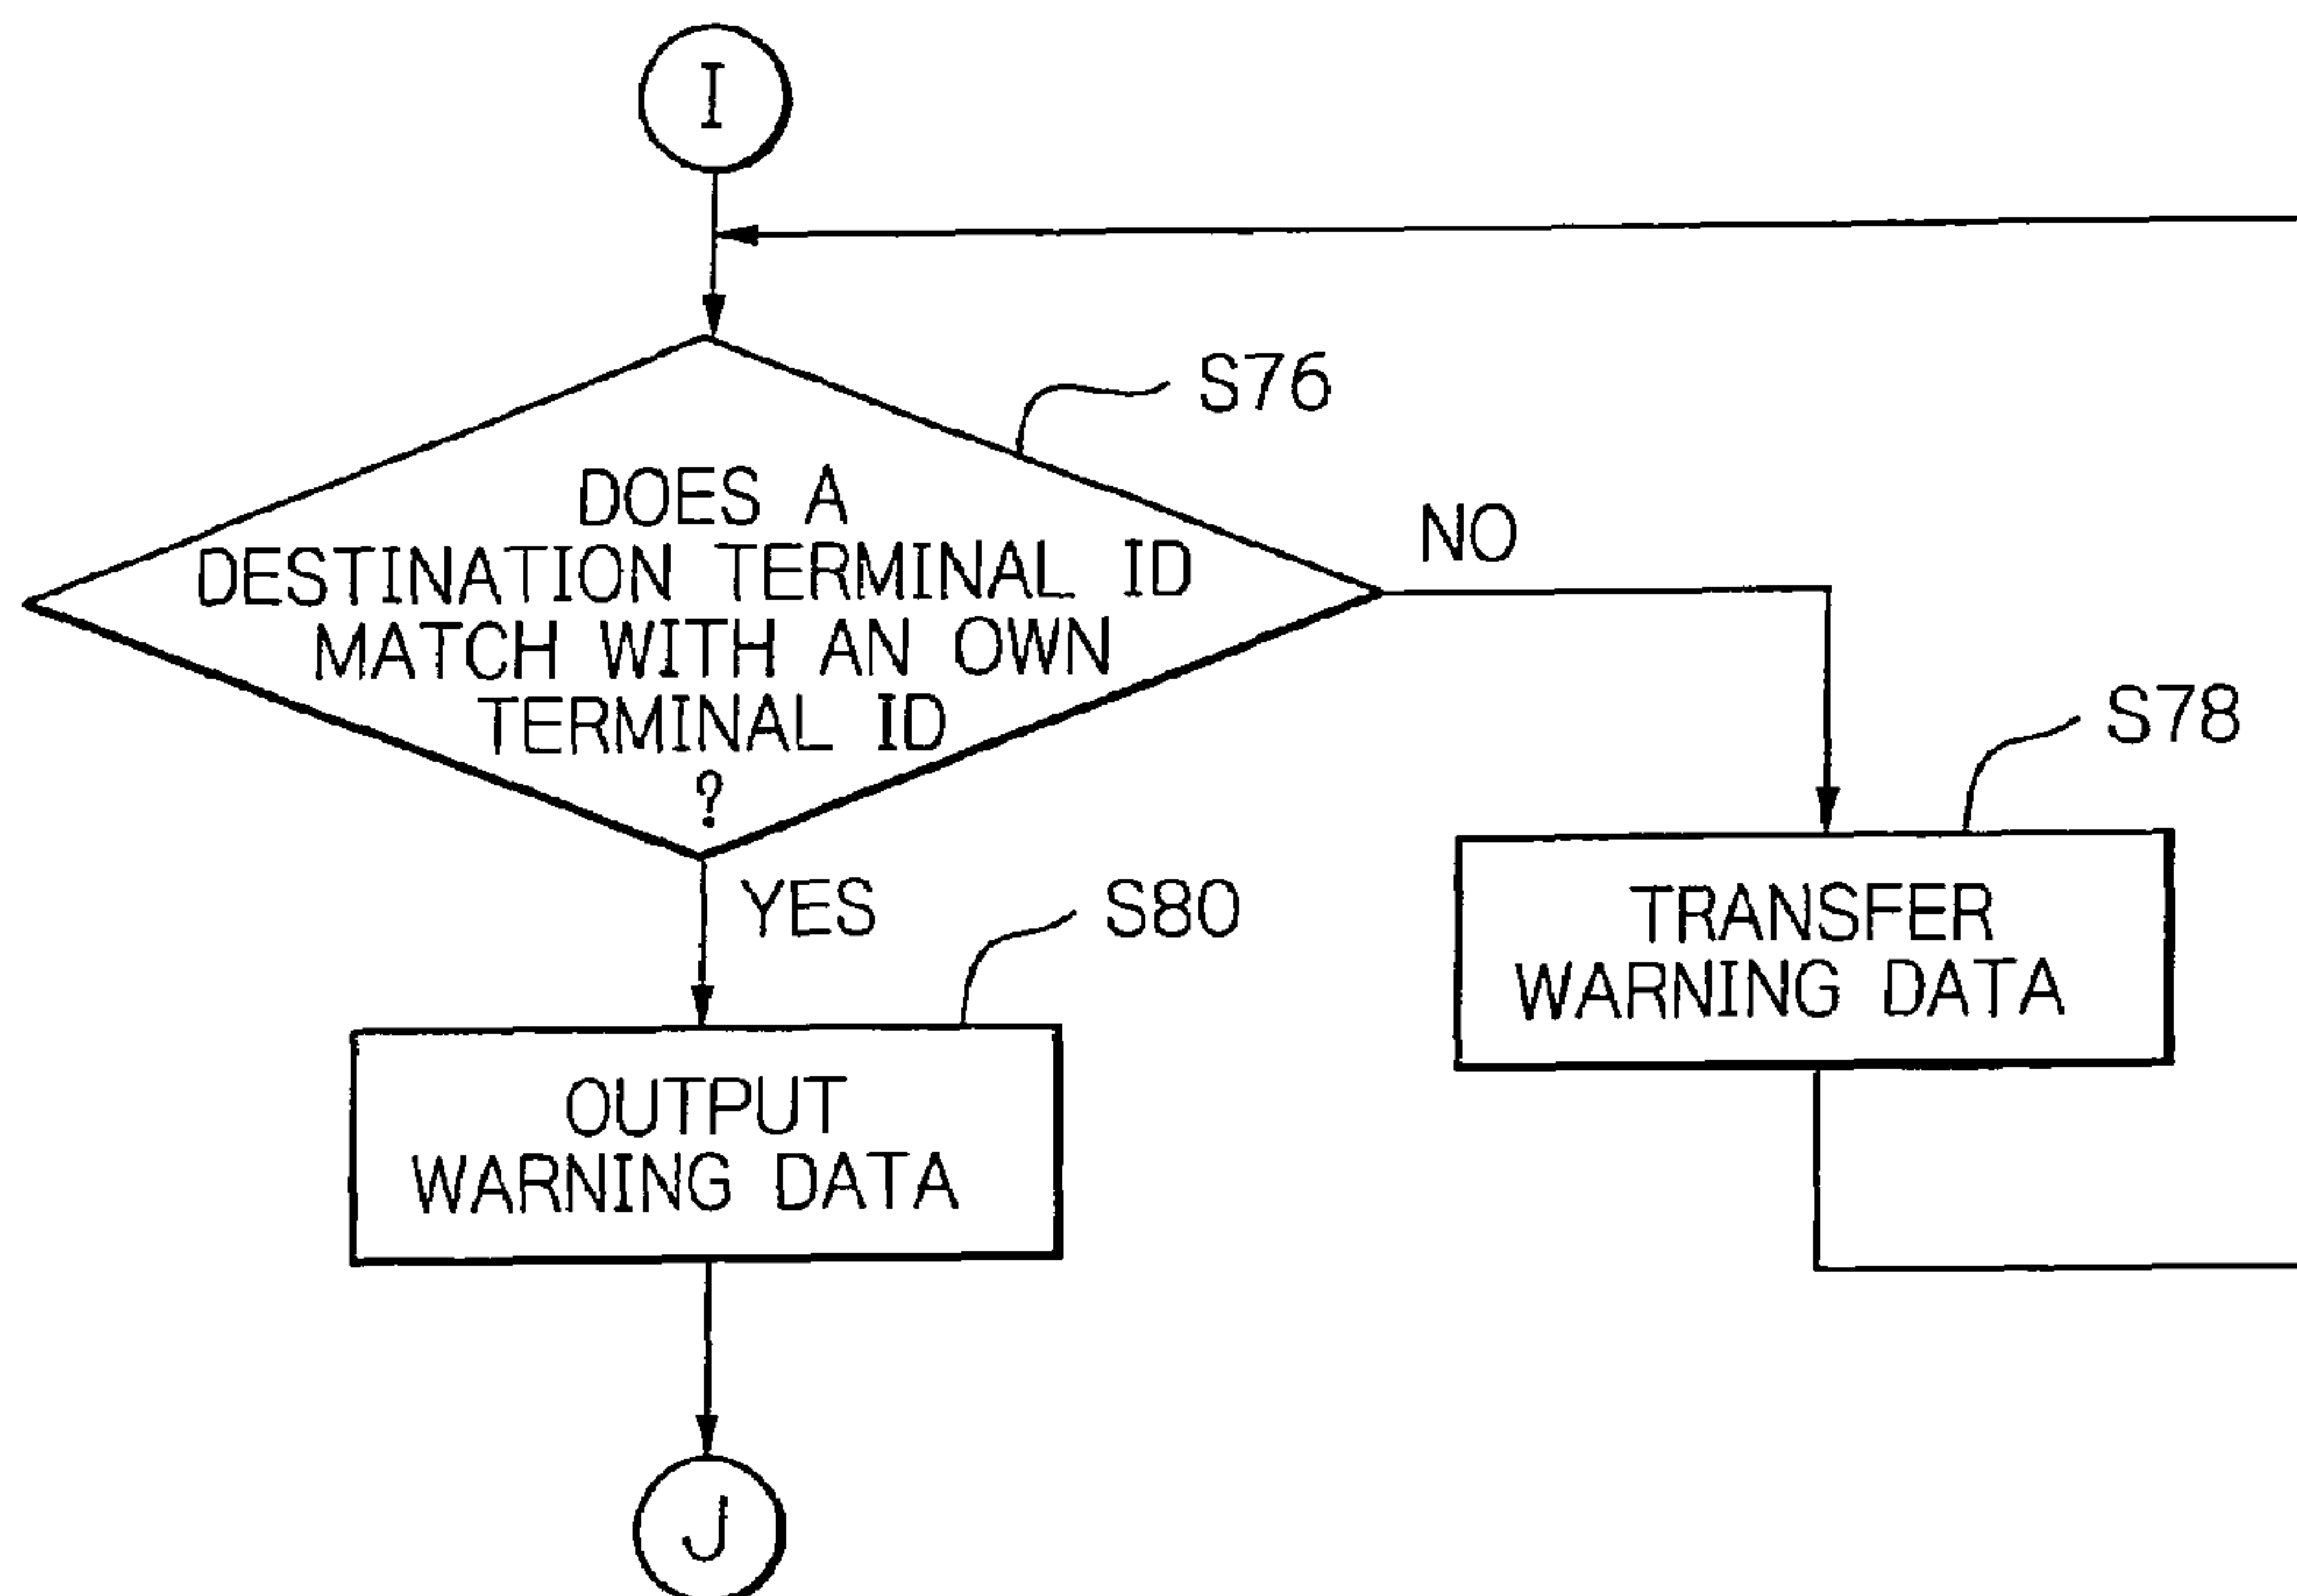 I
S76
DOES A
DESTINATION TERMINAL ID
MATCH WITH AN OWN
TERMINAL ID
?
NO
YES
S78
TRANSFER
WARNING DATA
S80
OUTPUT
WARNING DATA
J